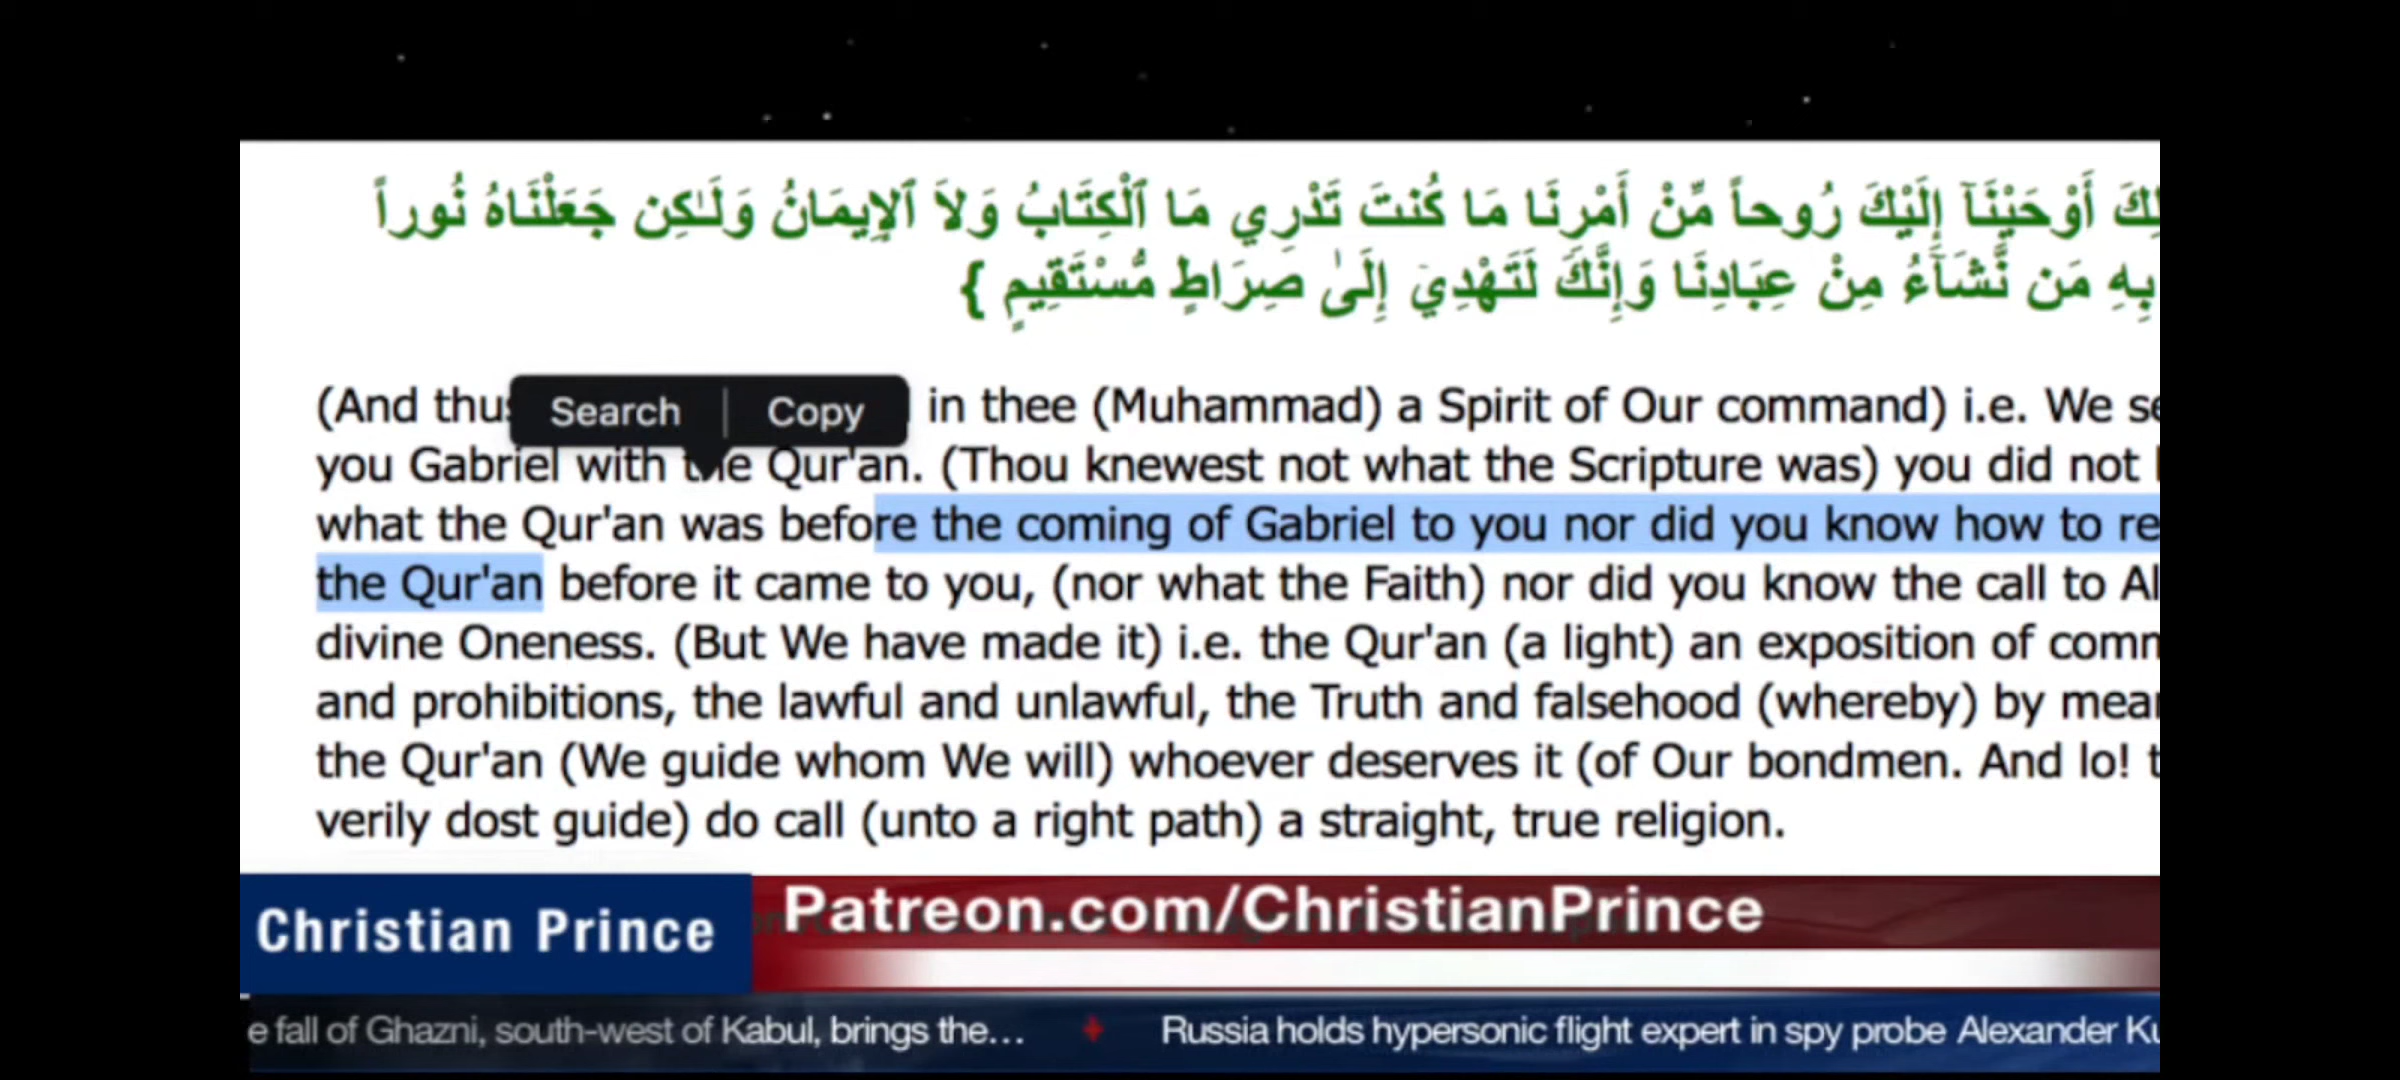 أَوْحَيْنَآ إِلَيْكَ رُوحاً مِّنْ أَمْرِنَا مَا كُنتَ تَدْرِي مَا ٱلْكِتَابُ وَلاَ ٱلإِيمَانُ وَلَـٰكِن جَعَلْنَاهُ نُوراً
بِهِ مَن نَّشَآءُ مِنْ عِبَادِنَا وَإِنَّكَ لَتَهْدِيۤ إِلَىٰ صِرَاطٍ مُّسْتَقِيمٍ }
Search | Copy
(And in thee (Muhammad) a Spirit of Our command) i.e. We
you Gabriel with the Qur'an. (Thou knewest not what the Scripture was) you did not
what the Qur'an was before the coming of Gabriel to you nor did you know how to
the Qur'an before it came to you, (nor what the Faith) nor did you know the call to
divine Oneness. (But We have made it) i.e. the Qur'an (a light) an exposition of
and prohibitions, the lawful and unlawful, the Truth and falsehood (whereby) by
the Qur'an (We guide whom We will) whoever deserves it (of Our bondmen. And lo!
verily dost guide) do call (unto a right path) a straight, true religion.
Christian Prince
Patreon.com/ChristianPrince
fall of Ghazni, south-west of Kabul, brings the...
Russia holds hypersonic flight expert in spy probe Alexander